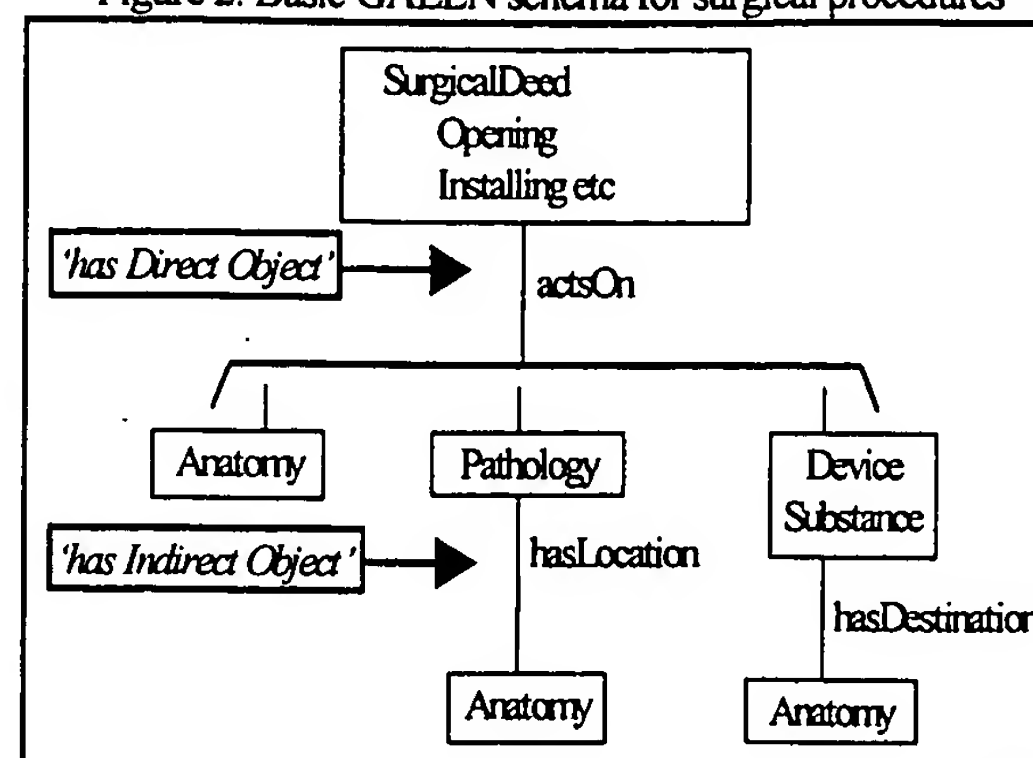 Figure 2: Basic GALEN schema for surgical procedures
SurgicalDeed
Opening
Installing etc
'has Direct Object'
actsOn
Anatomy
Pathology
Device
Substance
'has Indirect Object'
hasLocation
hasDestination
Anatomy
Anatomy